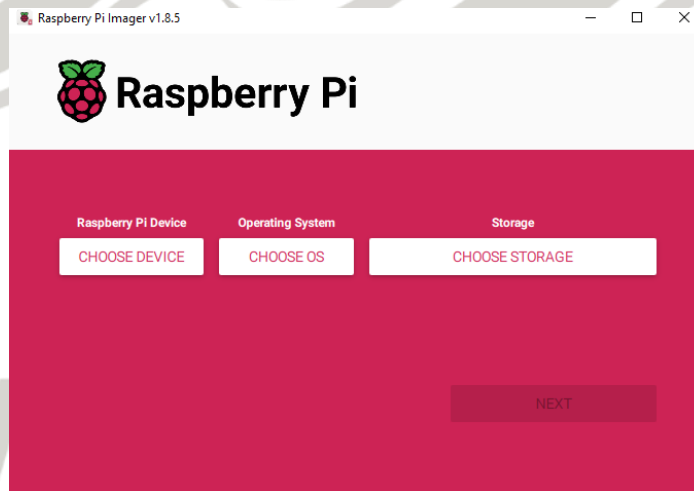 Raspberry Pi Imager v1.8.5
Raspberry Pi
Raspberry Pi Device Operating System Storage
CHOOSE DEVICE CHOOSE OS CHOOSE STORAGE
NEXT